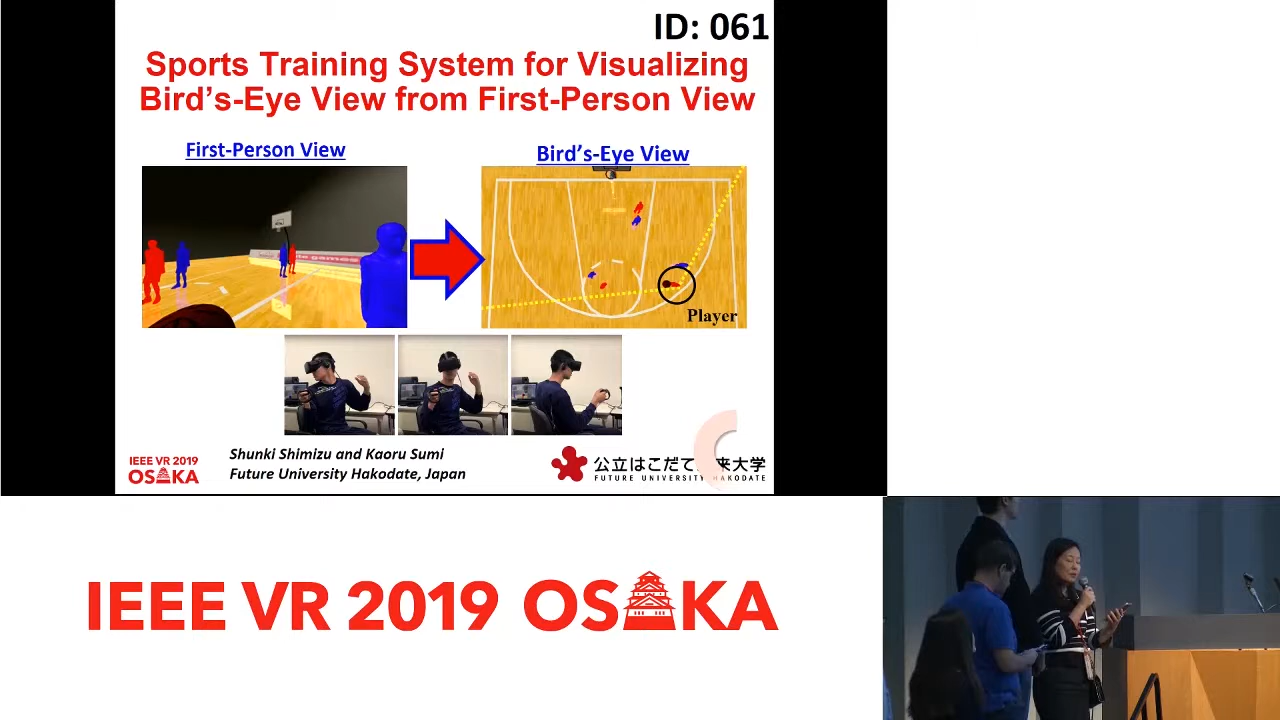 ID: 061
Sports Training System for Visualizing
Bird's-Eye View from First-Person View
First-Person View
Bird's-Eye View
Player
IEEE VR 2019
OSAKA
Shunki Shimizu and Kaoru Sumi
Future University Hakodate, Japan
公立はこだて来大学
FUTURE UNIVERSITY HAKODATE
IEEE VR 2019 OSAKA